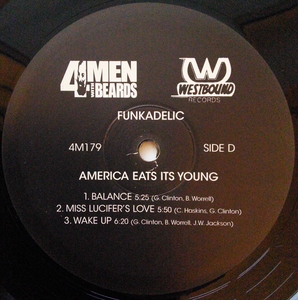 4 MEN WITH BEARDS
WESTBOUND
RECORDS
FUNKADELIC
4M179 SIDE D
AMERICA EATS ITS YOUNG
1. BALANCE 5:25 (G. Clinton, B. Worrell)
2. MISS LUCIFER'S LOVE 5:50 (C. Haskins, G. Clinton)
3. WAKE UP 6:20 (G. Clinton, B. Worrell, J.W. Jackson)